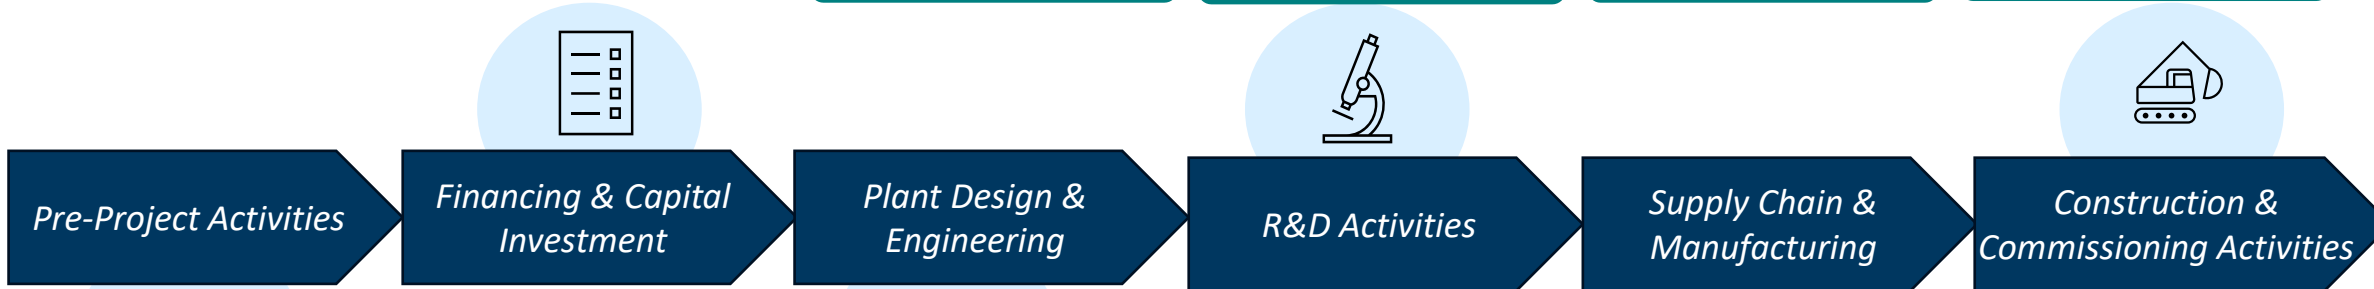 Pre-Project Activities
Financing & Capital
Investment
Plant Design &
Engineering
R&D Activities
Supply Chain &
Manufacturing
Construction &
Commissioning Activities